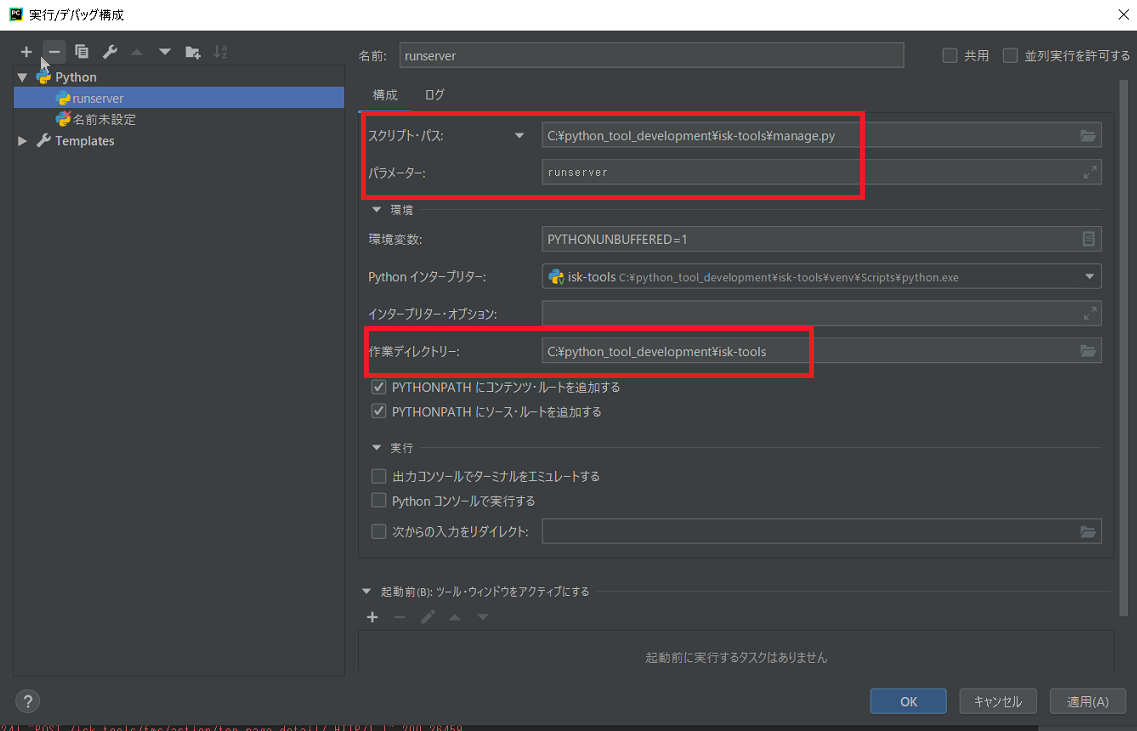 実行/デバッグ構成
名前: runserver 共用 並列実行を許可する
Python
runserver
名前未設定
Templates
構成 ログ
スクリプト・パス: C:¥python_tool_development¥isk-tools¥manage.py
パラメーター: runserver
環境
環境変数: PYTHONUNBUFFERED=1
Python インタープリター: isk-tools C:¥python_tool_development¥isk-tools¥venv¥Scripts¥python.exe
インタープリター・オプション:
作業ディレクトリー: C:¥python_tool_development¥isk-tools
PYTHONPATH にコンテンツ・ルートを追加する
PYTHONPATH にソース・ルートを追加する
実行
出力コンソールでターミナルをエミュレートする
Python コンソールで実行する
次からの入力をリダイレクト:
起動前(B): ツール・ウィンドウをアクティブにする
起動前に実行するタスクはありません
? OK キャンセル 適用(A)